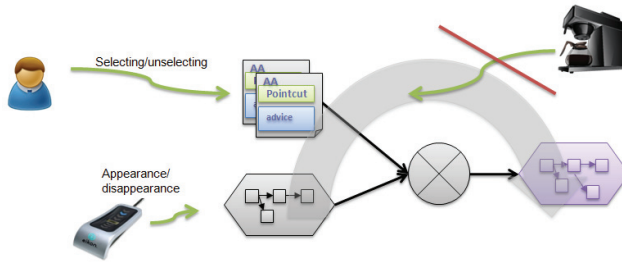 Selecting/unselecting
AA
AA
Pointcut
advice
Appearance/
disappearance